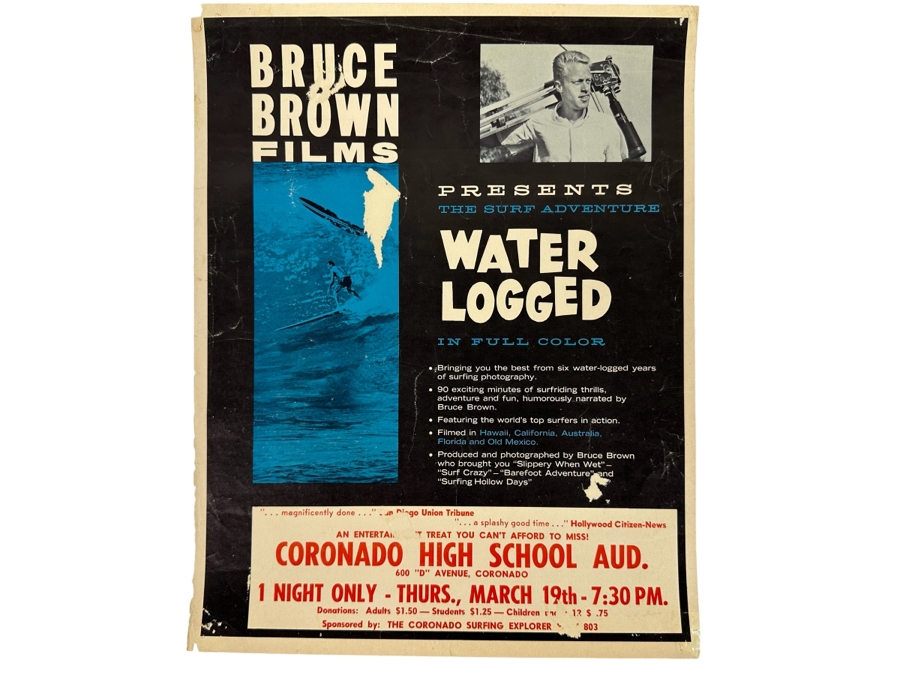 BRUCE
BROWN
FILMS
PRESENTS
THE SURF ADVENTURE
WATER
LOGGED
IN FULL COLOR
• Bringing you the best from six water-logged years
of surfing photography.
• 90 exciting minutes of surfriding thrills,
adventure and fun, humorously narrated by
Bruce Brown.
• Featuring the world's top surfers in action.
• Filmed in Hawaii, California, Australia,
Florida and Old Mexico.
• Produced and photographed by Bruce Brown
who brought you "Slippery When Wet"—
"Surf Crazy"—"Barefoot Adventure" and
"Surfing Hollow Days"
"... magnificently done ..." Diego Union Tribune
"... a splashy good time ..." Hollywood Citizen-News
AN TREAT YOU CAN'T AFFORD TO MISS!
CORONADO HIGH SCHOOL AUD.
600 "D" AVENUE, CORONADO
1 NIGHT ONLY - THURS., MARCH 19th - 7:30 PM.
Donations: Adults $1.50 — Students $1.25 — Children 12 $ .75
Sponsored by: THE CORONADO SURFING EXPLORER 803